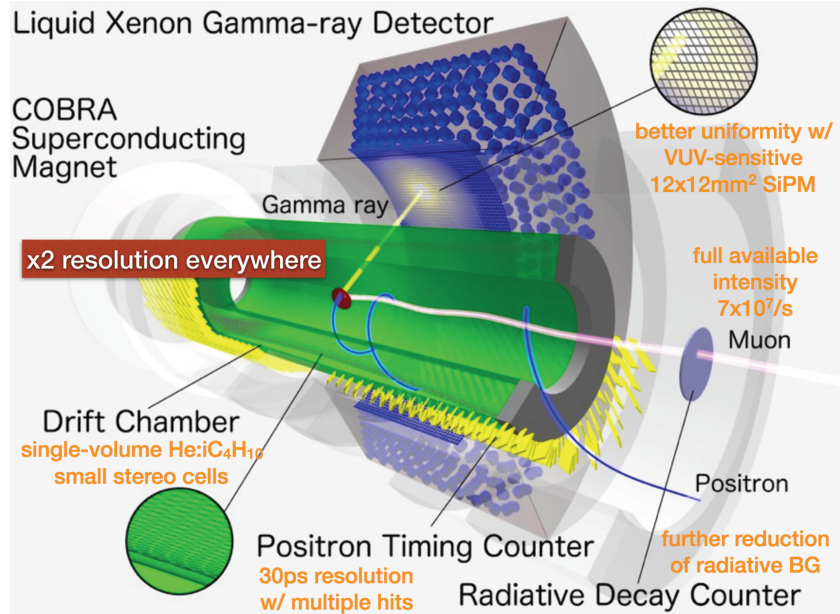 Liquid Xenon Gamma-ray Detector
COBRA
Superconducting
Magnet
better uniformity w/
VUV-sensitive
12x12mm² SiPM
Gamma ray
x2 resolution everywhere
full available
intensity
7x10⁷/s
Muon
Drift Chamber
single-volume He:iC₄H₁₀
small stereo cells
Positron
Positron Timing Counter
30ps resolution
w/ multiple hits
further reduction
of radiative BG
Radiative Decay Counter